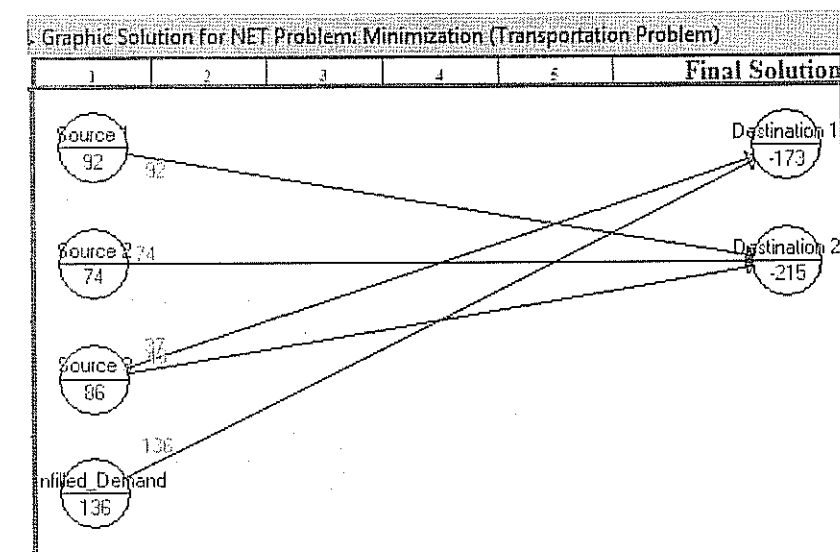 Graphic Solution for NET Problem: Minimization (Transportation Problem)
1 2 3 4 5 Final Solution
Source 1
92
92
Destination 1
-173
Source 2
74
74
Destination 2
-215
Source 3
86
37
136
nfilled_Demand
136